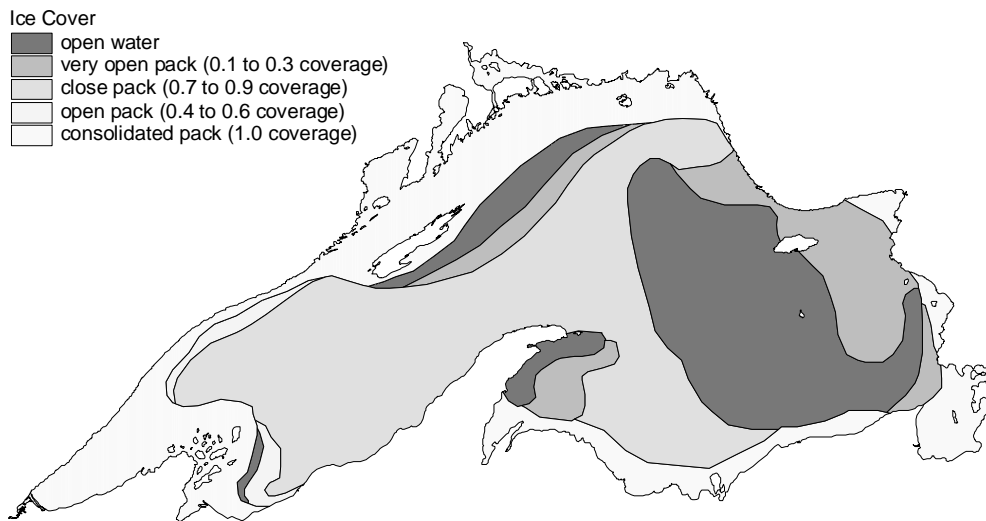 Ice Cover
open water
very open pack (0.1 to 0.3 coverage)
close pack (0.7 to 0.9 coverage)
open pack (0.4 to 0.6 coverage)
consolidated pack (1.0 coverage)